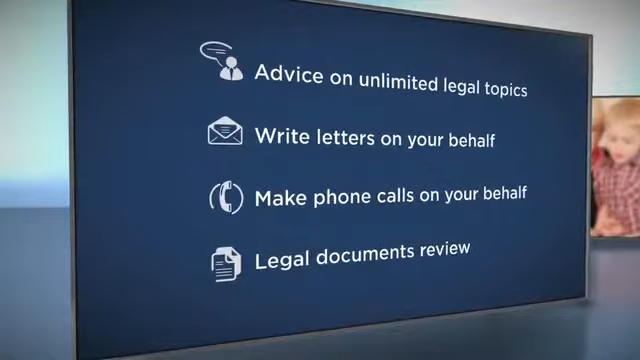 Advice on unlimited legal topics
Write letters on your behalf
Make phone calls on your behalf
Legal documents review